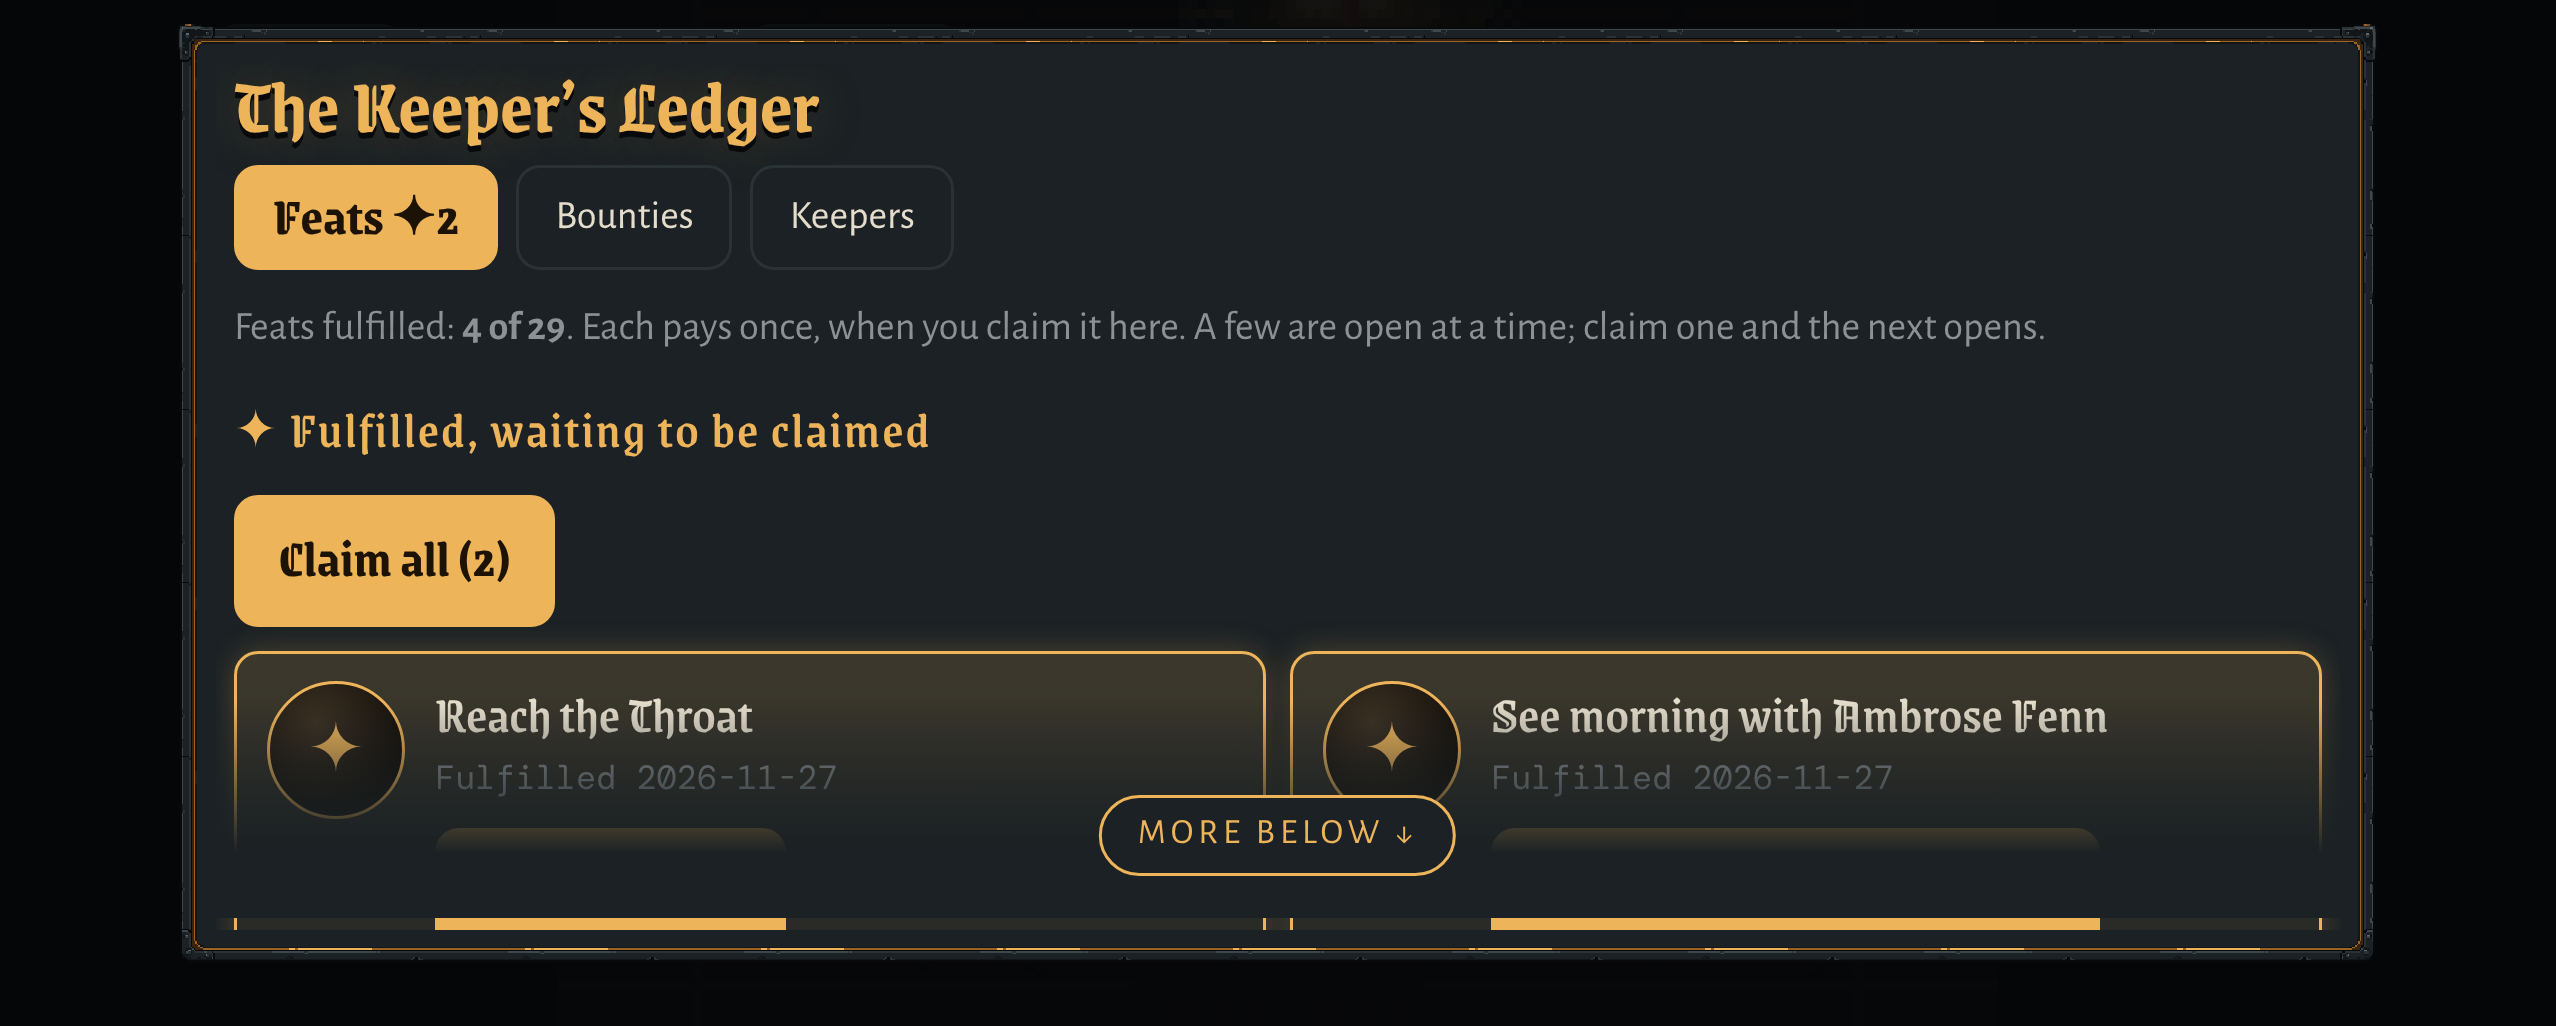 The Keeper's Ledger
Feats ✦2
Bounties
Keepers
Feats fulfilled: 4 of 29. Each pays once, when you claim it here. A few are open at a time; claim one and the next opens.
✦ Fulfilled, waiting to be claimed
Claim all (2)
Reach the Throat
Fulfilled 2026-11-27
See morning with Ambrose Fenn
Fulfilled 2026-11-27
MORE BELOW ↓